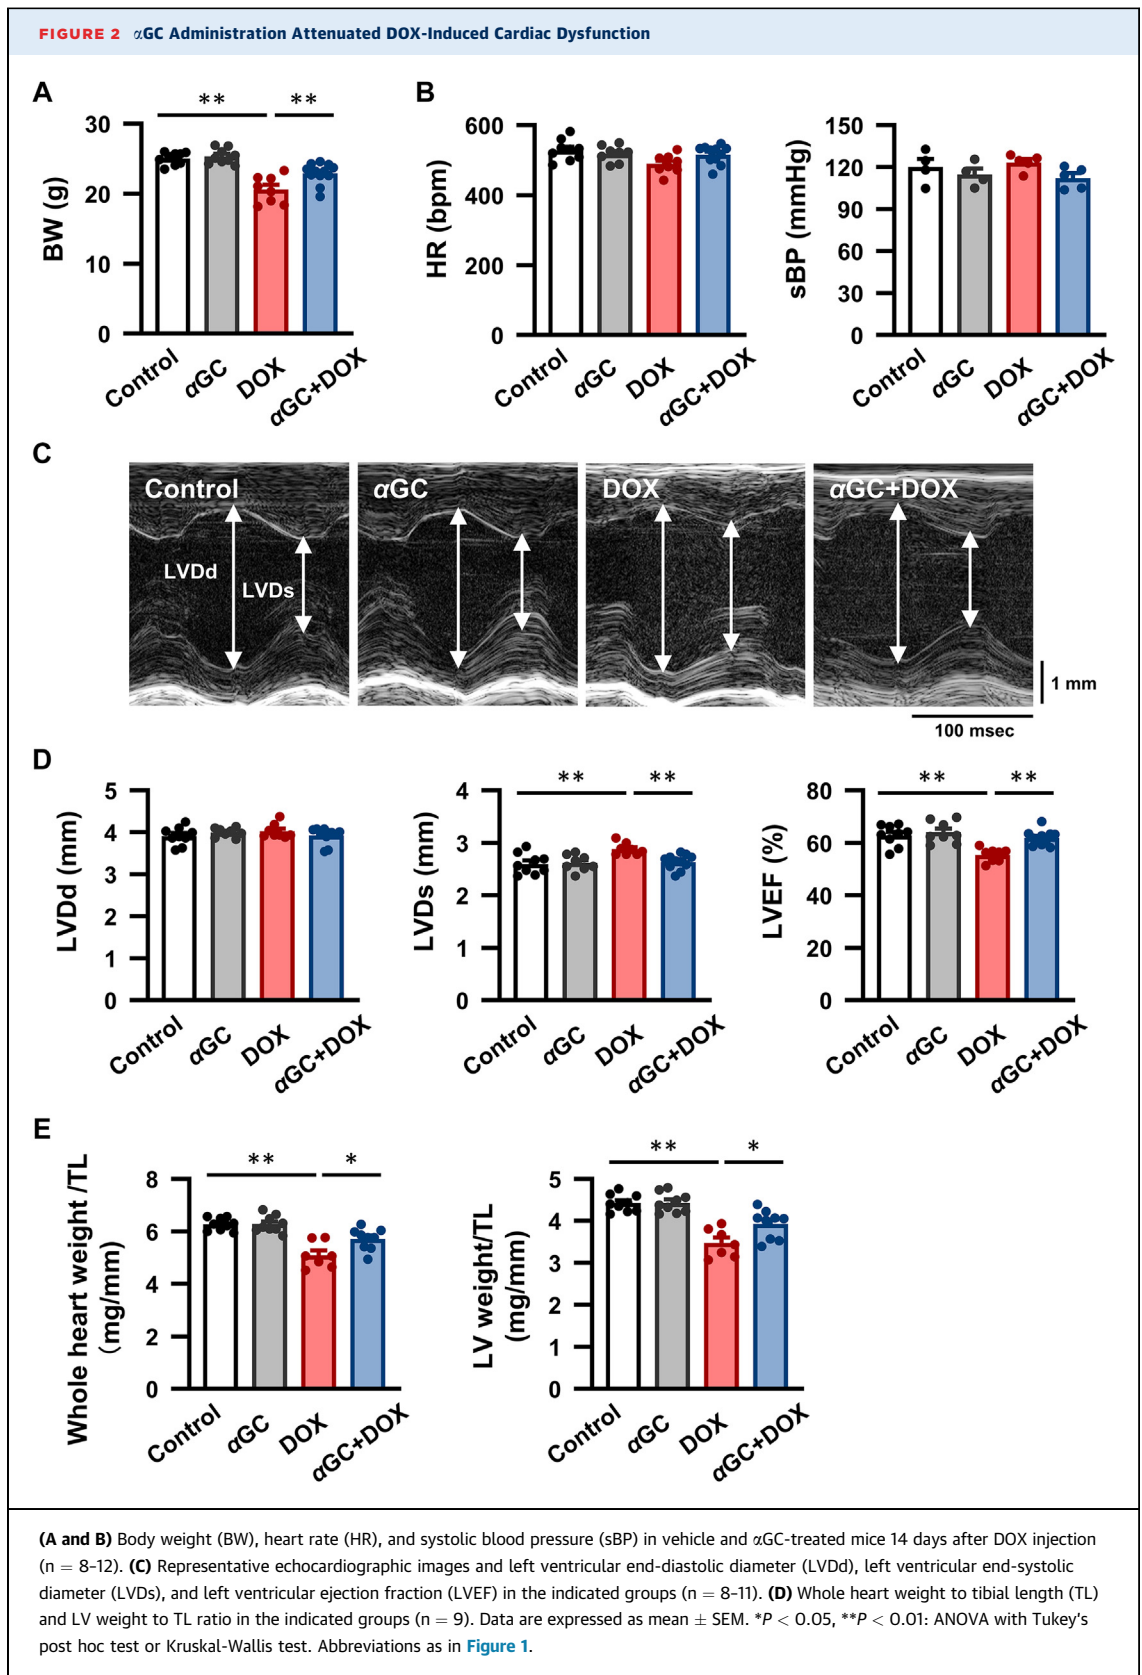 FIGURE 2 αGC Administration Attenuated DOX-Induced Cardiac Dysfunction
A
** **
BW (g)
30
20
10
0
Control
αGC
DOX
αGC+DOX
B
HR (bpm)
600
400
200
0
Control
αGC
DOX
αGC+DOX
sBP (mmHg)
150
120
90
60
30
0
Control
αGC
DOX
αGC+DOX
C
Control
LVDd
LVDs
αGC
DOX
αGC+DOX
1 mm
100 msec
D
LVDd (mm)
5
4
3
2
1
0
Control
αGC
DOX
αGC+DOX
** **
LVDs (mm)
4
3
2
1
0
Control
αGC
DOX
αGC+DOX
** **
LVEF (%)
80
60
40
20
0
Control
αGC
DOX
αGC+DOX
E
** *
Whole heart weight /TL
(mg/mm)
8
6
4
2
0
Control
αGC
DOX
αGC+DOX
** *
LV weight/TL
(mg/mm)
5
4
3
2
1
0
Control
αGC
DOX
αGC+DOX
(A and B) Body weight (BW), heart rate (HR), and systolic blood pressure (sBP) in vehicle and αGC-treated mice 14 days after DOX injection
(n = 8-12). (C) Representative echocardiographic images and left ventricular end-diastolic diameter (LVDd), left ventricular end-systolic
diameter (LVDs), and left ventricular ejection fraction (LVEF) in the indicated groups (n = 8-11). (D) Whole heart weight to tibial length (TL)
and LV weight to TL ratio in the indicated groups (n = 9). Data are expressed as mean ± SEM. *P < 0.05, **P < 0.01: ANOVA with Tukey's
post hoc test or Kruskal-Wallis test. Abbreviations as in Figure 1.